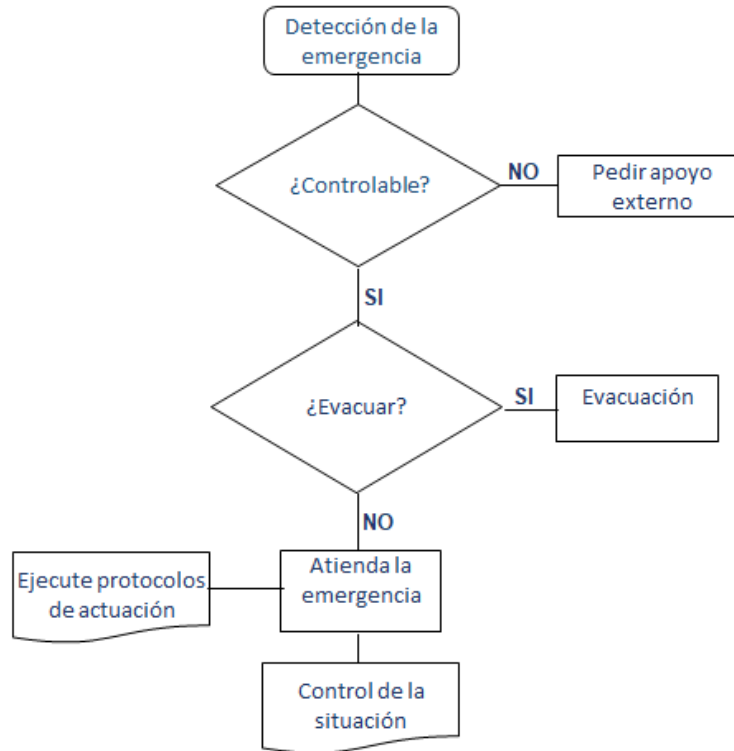 Detección de la
emergencia
¿Controlable?
NO
Pedir apoyo
externo
SI
¿Evacuar?
SI
Evacuación
NO
Ejecute protocolos
de actuación
Atienda la
emergencia
Control de la
situación